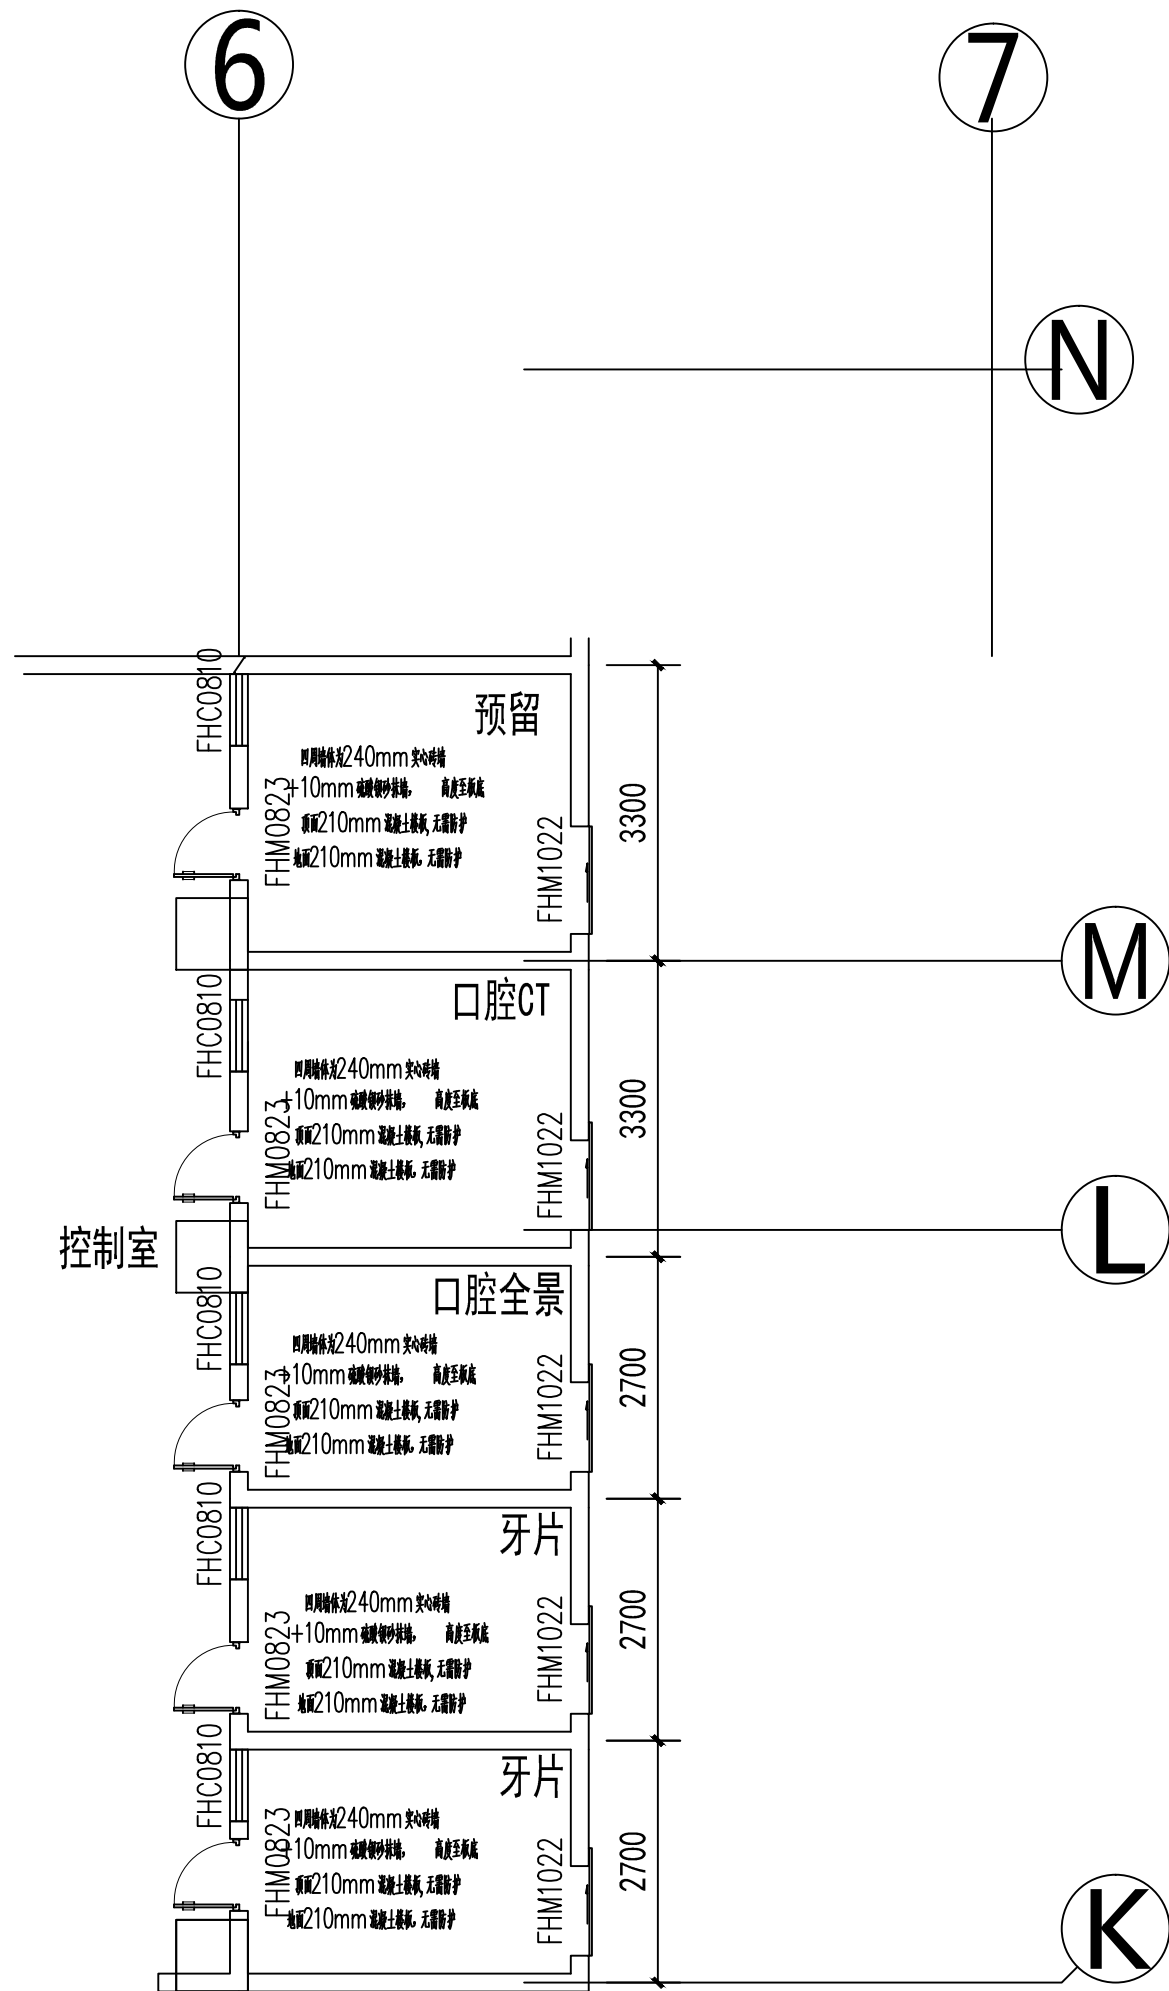 6
7
N
FHC0810
预留
四周墙体为240mm实心砖墙
+10mm硫酸钡砂抹墙，高度至板底
顶面210mm混凝土楼板,无需防护
地面210mm混凝土楼板，无需防护
FHM0823
FHM1022
3300
M
FHC0810
口腔CT
四周墙体为240mm实心砖墙
+10mm硫酸钡砂抹墙，高度至板底
顶面210mm混凝土楼板,无需防护
地面210mm混凝土楼板，无需防护
FHM0823
FHM1022
3300
L
控制室
FHC0810
口腔全景
四周墙体为240mm实心砖墙
+10mm硫酸钡砂抹墙，高度至板底
顶面210mm混凝土楼板,无需防护
地面210mm混凝土楼板，无需防护
FHM0823
FHM1022
2700
FHC0810
牙片
四周墙体为240mm实心砖墙
+10mm硫酸钡砂抹墙，高度至板底
顶面210mm混凝土楼板,无需防护
地面210mm混凝土楼板，无需防护
FHM0823
FHM1022
2700
FHC0810
牙片
四周墙体为240mm实心砖墙
+10mm硫酸钡砂抹墙，高度至板底
顶面210mm混凝土楼板,无需防护
地面210mm混凝土楼板，无需防护
FHM0823
FHM1022
2700
K